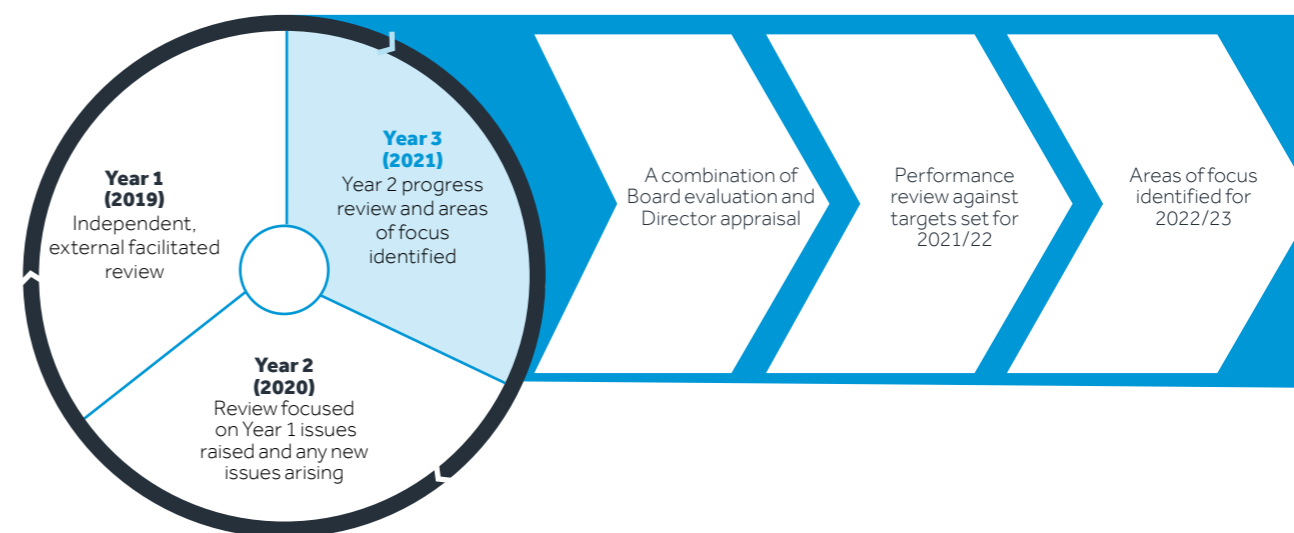 Year 1
(2019)
Independent,
external facilitated
review
Year 2
(2020)
Review focused
on Year 1 issues
raised and any new
issues arising
Year 3
(2021)
Year 2 progress
review and areas
of focus
identified
A combination of
Board evaluation and
Director appraisal
Performance
review against
targets set for
2021/22
Areas of focus
identified for
2022/23